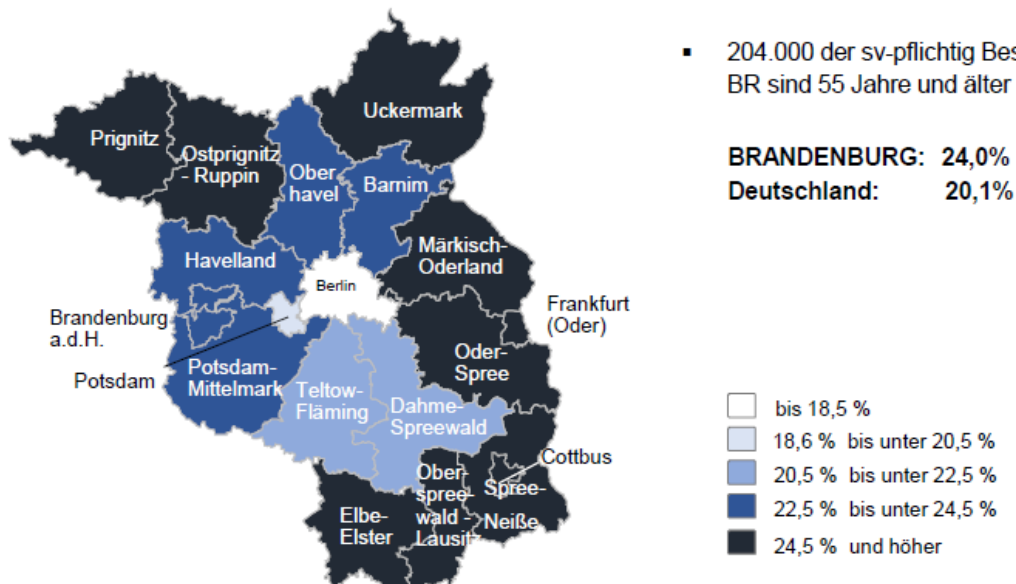 204.000 der sv-pflichtig
BR sind 55 Jahre und älter
BRANDENBURG: 24,0%
Deutschland: 20,1%
Uckermark
Prignitz
Ostprignitz
- Ruppin
Ober
havel
Barnim
Märkisch-
Oderland
Havelland
Berlin
Frankfurt
(Oder)
Brandenburg
a.d.H.
Potsdam
Potsdam-
Mittelmark
Oder-
Spree
Teltow-
Fläming
Dahme-
Spreewald
Cottbus
Ober-
spree-
wald -
Lausitz
Spree-
Neiße
Elbe-
Elster
bis 18,5 %
18,6 % bis unter 20,5 %
20,5 % bis unter 22,5 %
22,5 % bis unter 24,5 %
24,5 % und höher